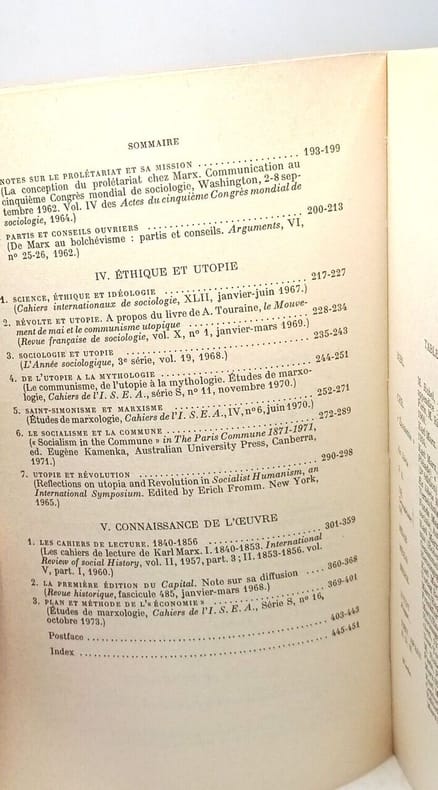 SOMMAIRE
NOTES SUR LE PROLÉTARIAT ET SA MISSION .................. 193-199
(La conception du prolétariat chez Marx. Communication au
cinquième Congrès mondial de sociologie, Washington, 2-8 sep-
tembre 1962. Vol. IV des Actes du cinquième Congrès mondial de
sociologie, 1964.)
PARTIS ET CONSEILS OUVRIERS .................. 200-213
(De Marx au bolchévisme : partis et conseils. Arguments, VI,
n° 25-26, 1962.)
IV. ÉTHIQUE ET UTOPIE
1. SCIENCE, ÉTHIQUE ET IDÉOLOGIE .................. 217-227
(Cahiers internationaux de sociologie, XLII, janvier-juin 1967.)
2. RÉVOLTE ET UTOPIE. A propos du livre de A. Touraine, le Mouve-
ment de mai et le communisme utopique .................. 228-234
(Revue française de sociologie, vol. X, n° 1, janvier-mars 1969.)
3. SOCIOLOGIE ET UTOPIE .................. 235-243
(L'Année sociologique, 3e série, vol. 19, 1968.)
4. DE L'UTOPIE A LA MYTHOLOGIE .................. 244-251
(Le communisme, de l'utopie à la mythologie. Études de marxo-
logie, Cahiers de l'I. S. E. A., série S, n° 11, novembre 1970.)
5. SAINT-SIMONISME ET MARXISME .................. 252-271
(Études de marxologie, Cahiers de l'I. S. E. A., IV, n° 6, juin 1970.)
6. LE SOCIALISME ET LA COMMUNE .................. 272-289
(« Socialism in the Commune » in The Paris Commune 1871-1971,
ed. Eugène Kamenka, Australian University Press, Canberra,
1971.)
7. UTOPIE ET RÉVOLUTION .................. 290-298
(Reflections on utopia and Revolution in Socialist Humanism, an
International Symposium. Edited by Erich Fromm. New York,
1965.)
V. CONNAISSANCE DE L'ŒUVRE
1. LES CAHIERS DE LECTURE. 1840-1856 .................. 301-359
(Les cahiers de lecture de Karl Marx. I. 1840-1853. International
Review of social History, vol. II, 1957, part. 3 ; II. 1853-1856. vol.
V, part. I, 1960.)
2. LA PREMIÈRE ÉDITION DU Capital. Note sur sa diffusion .... 360-368
(Revue historique, fascicule 485, janvier-mars 1968.)
3. PLAN ET MÉTHODE DE L'« ÉCONOMIE » .................. 369-401
(Études de marxologie, Cahiers de l'I. S. E. A., Série S, n° 16,
octobre 1973.)
Postface .................. 403-443
Index .................. 445-451